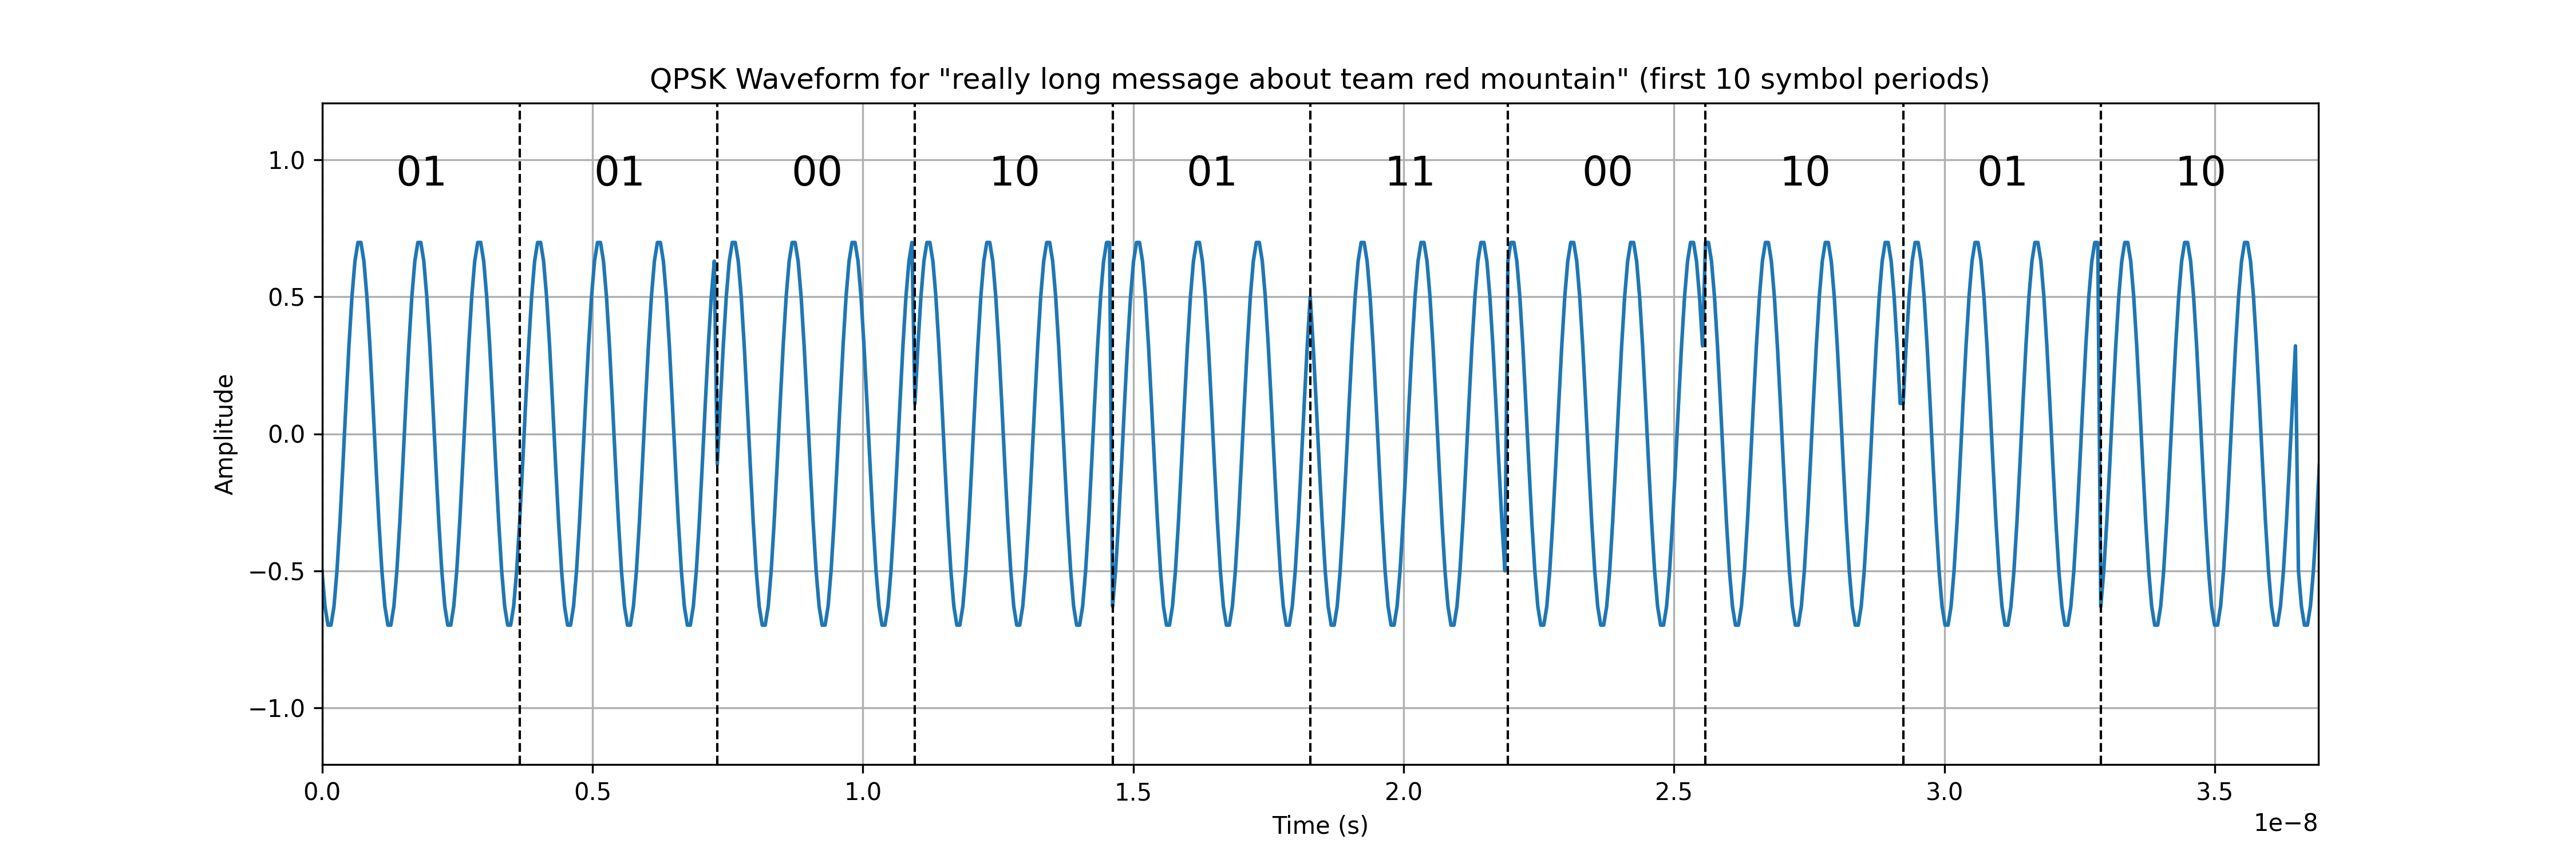 QPSK Waveform for "really long message about team red mountain" (first 10 symbol periods)
01 01 00 10 01 11 00 10 01 10
1.0
0.5
0.0
−0.5
−1.0
Amplitude
0.0 0.5 1.0 1.5 2.0 2.5 3.0 3.5
Time (s)
1e−8